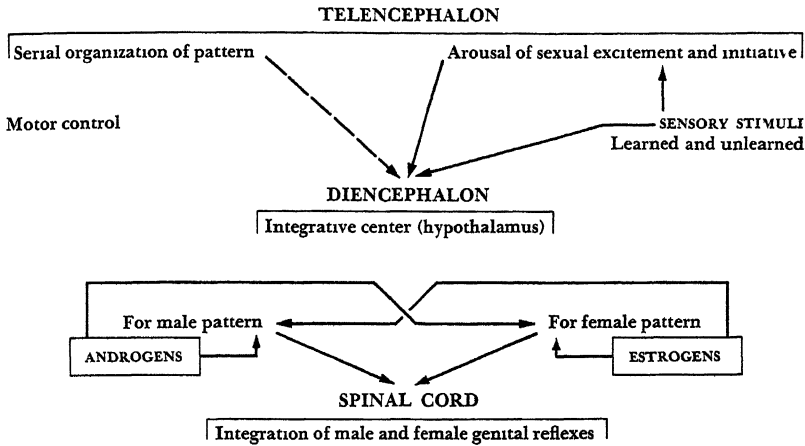 TELENCEPHALON
Serial organization of pattern
Arousal of sexual excitement and initiative
Motor control
SENSORY STIMULI
Learned and unlearned
DIENCEPHALON
Integrative center (hypothalamus)
For male pattern
For female pattern
ANDROGENS
ESTROGENS
SPINAL CORD
Integration of male and female genital reflexes